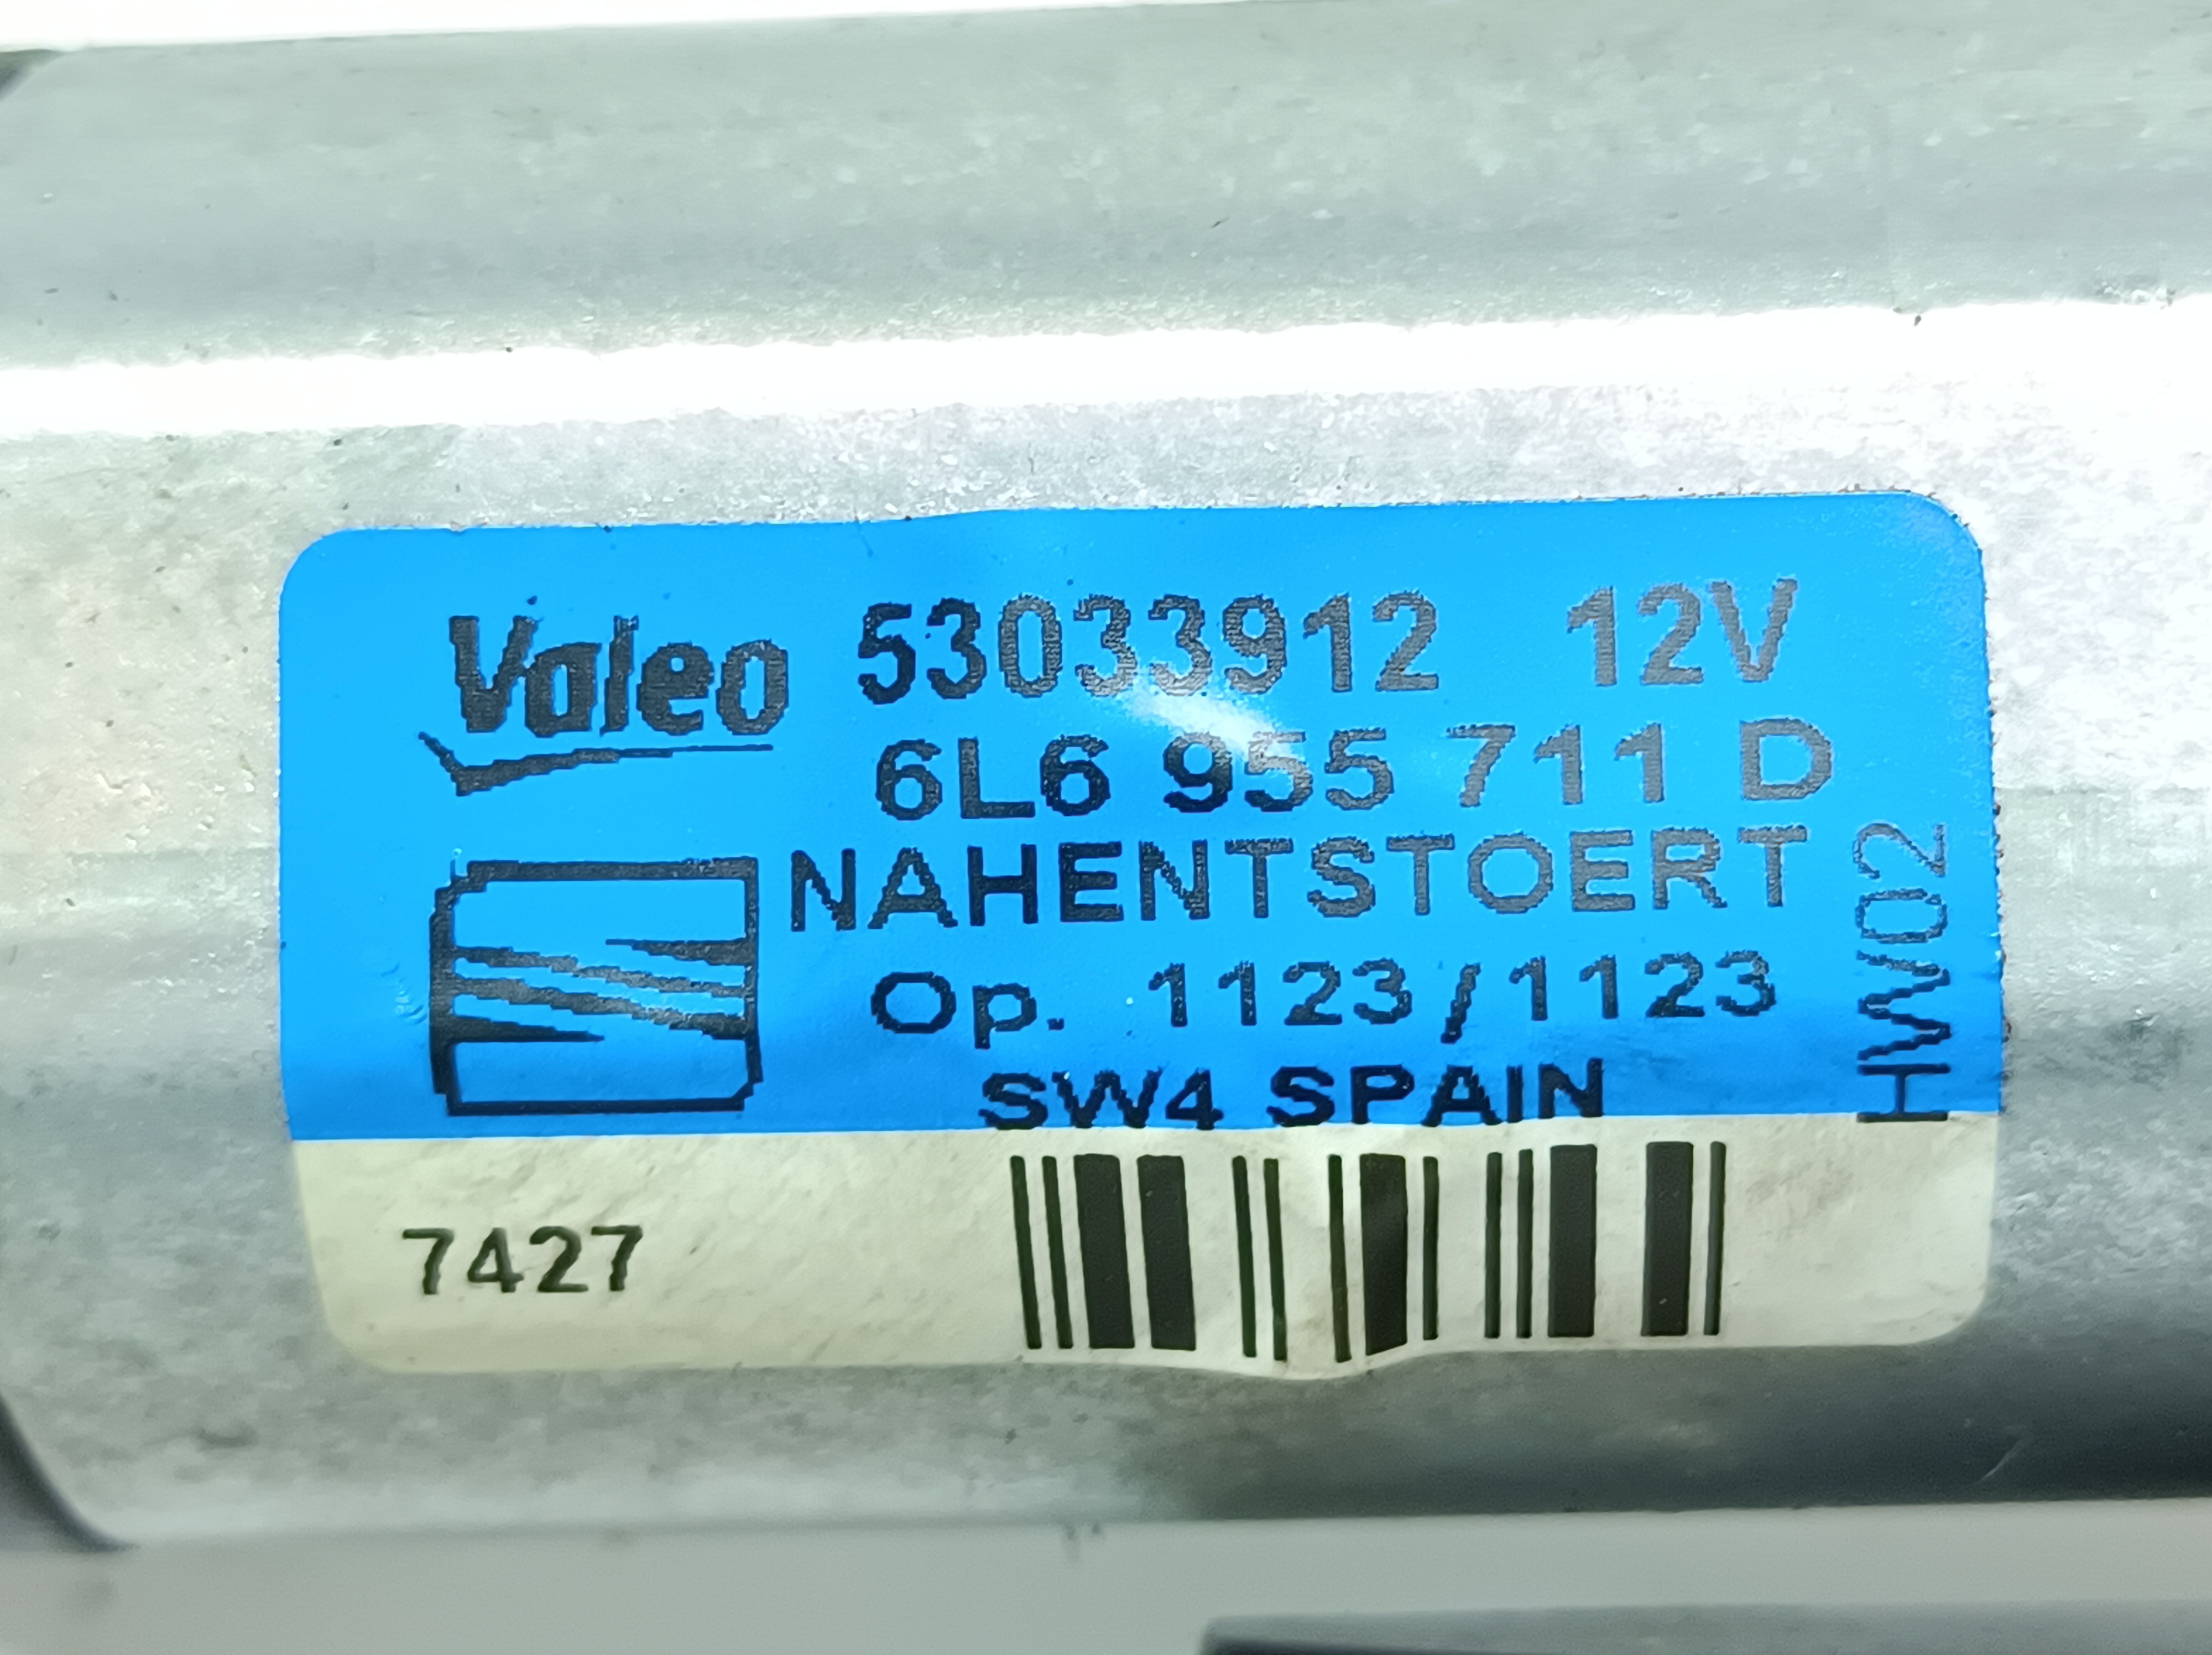 Valeo 53033912 12V
6L6 955 711 D
NAHENTSTOERT
Op. 1123/1123
SW4 SPAIN
HW02
7427